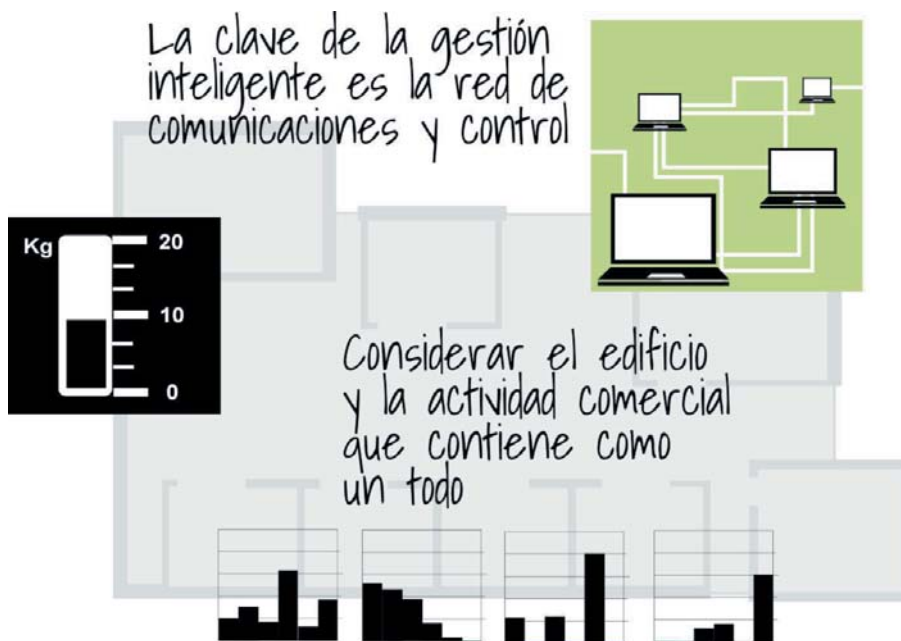 La clave de la gestión
inteligente es la red de
comunicaciones y control
Kg
20
10
0
Considerar el edificio
y la actividad comercial
que contiene como
un todo